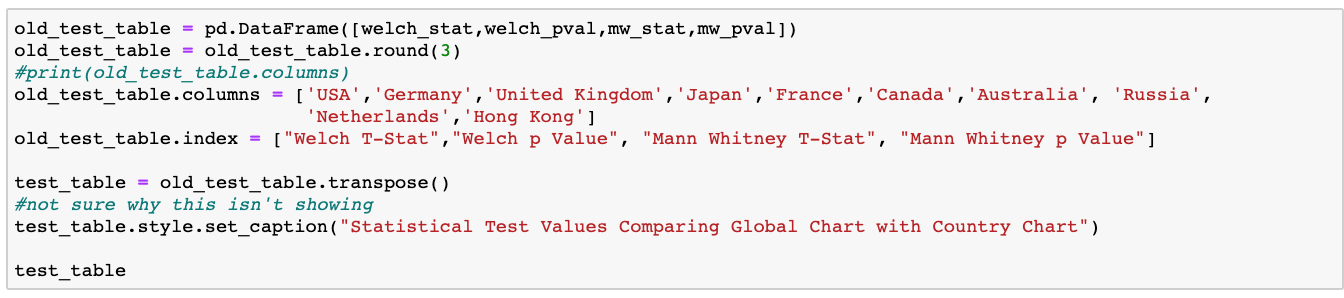 old_test_table = pd.DataFrame([welch_stat,welch_pval,mw_stat,mw_pval])
old_test_table = old_test_table.round(3)
#print(old_test_table.columns)
old_test_table.columns = ['USA','Germany','United Kingdom','Japan','France','Canada','Australia', 'Russia',
                          'Netherlands','Hong Kong']
old_test_table.index = ["Welch T-Stat","Welch p Value", "Mann Whitney T-Stat", "Mann Whitney p Value"]

test_table = old_test_table.transpose()
#not sure why this isn't showing
test_table.style.set_caption("Statistical Test Values Comparing Global Chart with Country Chart")

test_table